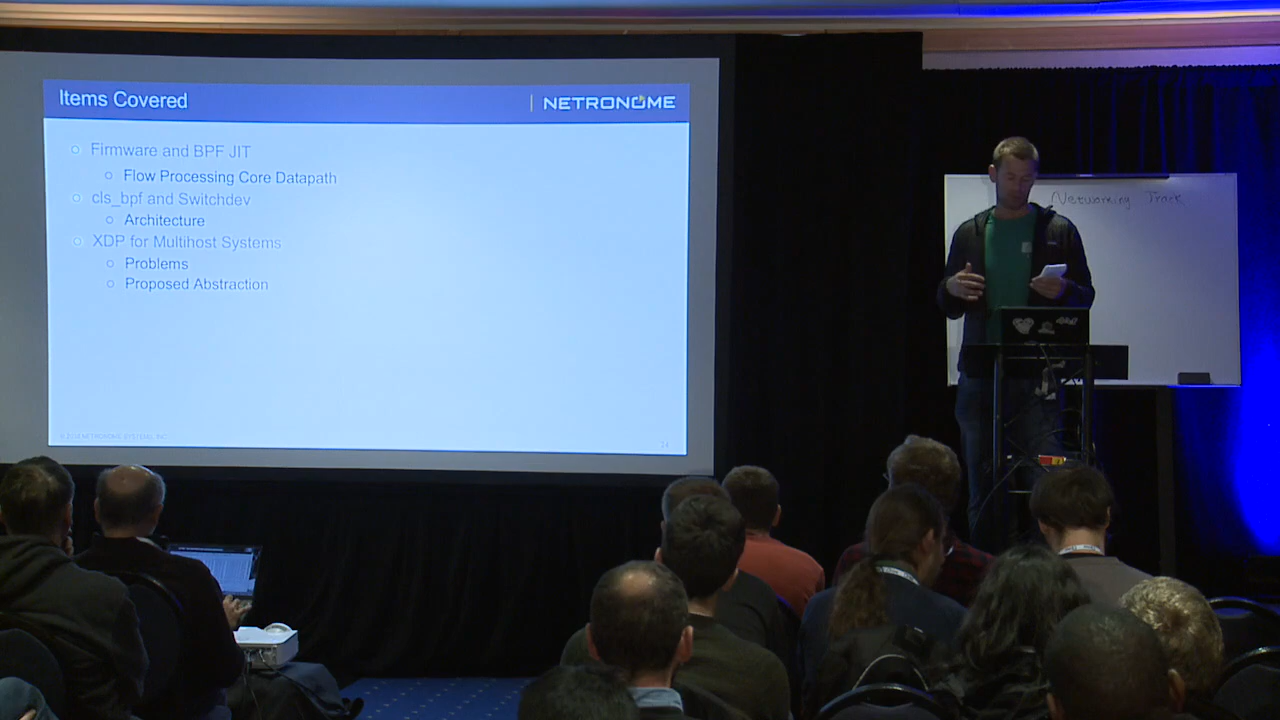 Items Covered
NETRONOME
Firmware and BPF JIT
Flow Processing Core Datapath
cls_bpf and Switchdev
Architecture
XDP for Multihost Systems
Problems
Proposed Abstraction
Networking Track